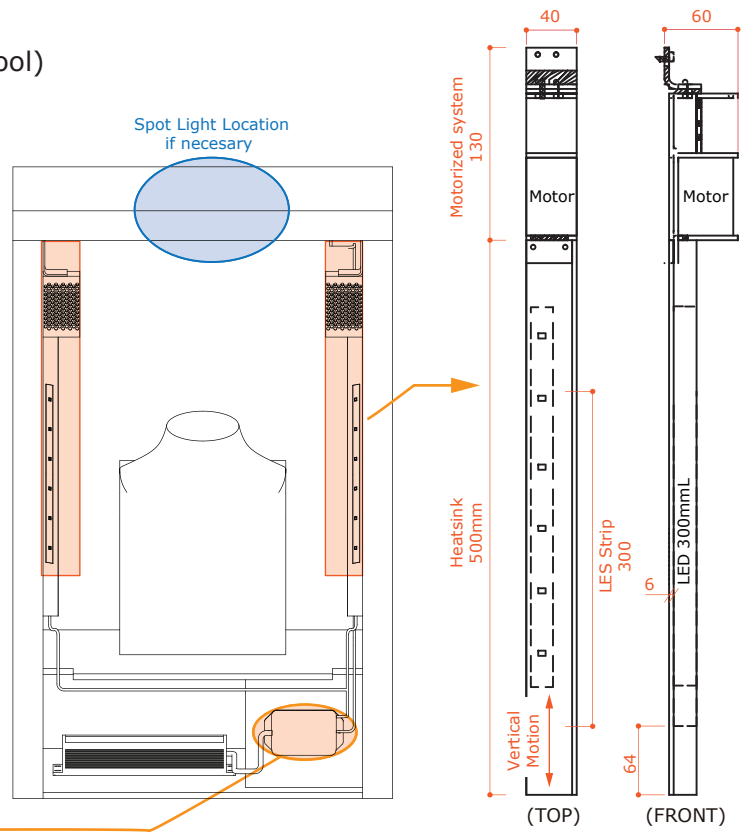 ool)
Spot Light Location
if necesary
40
60
Motorized system
130
Motor
Motor
Heatsink
500mm
LES Strip
300
6
LED 300mmL
Vertical
Motion
64
(TOP)
(FRONT)